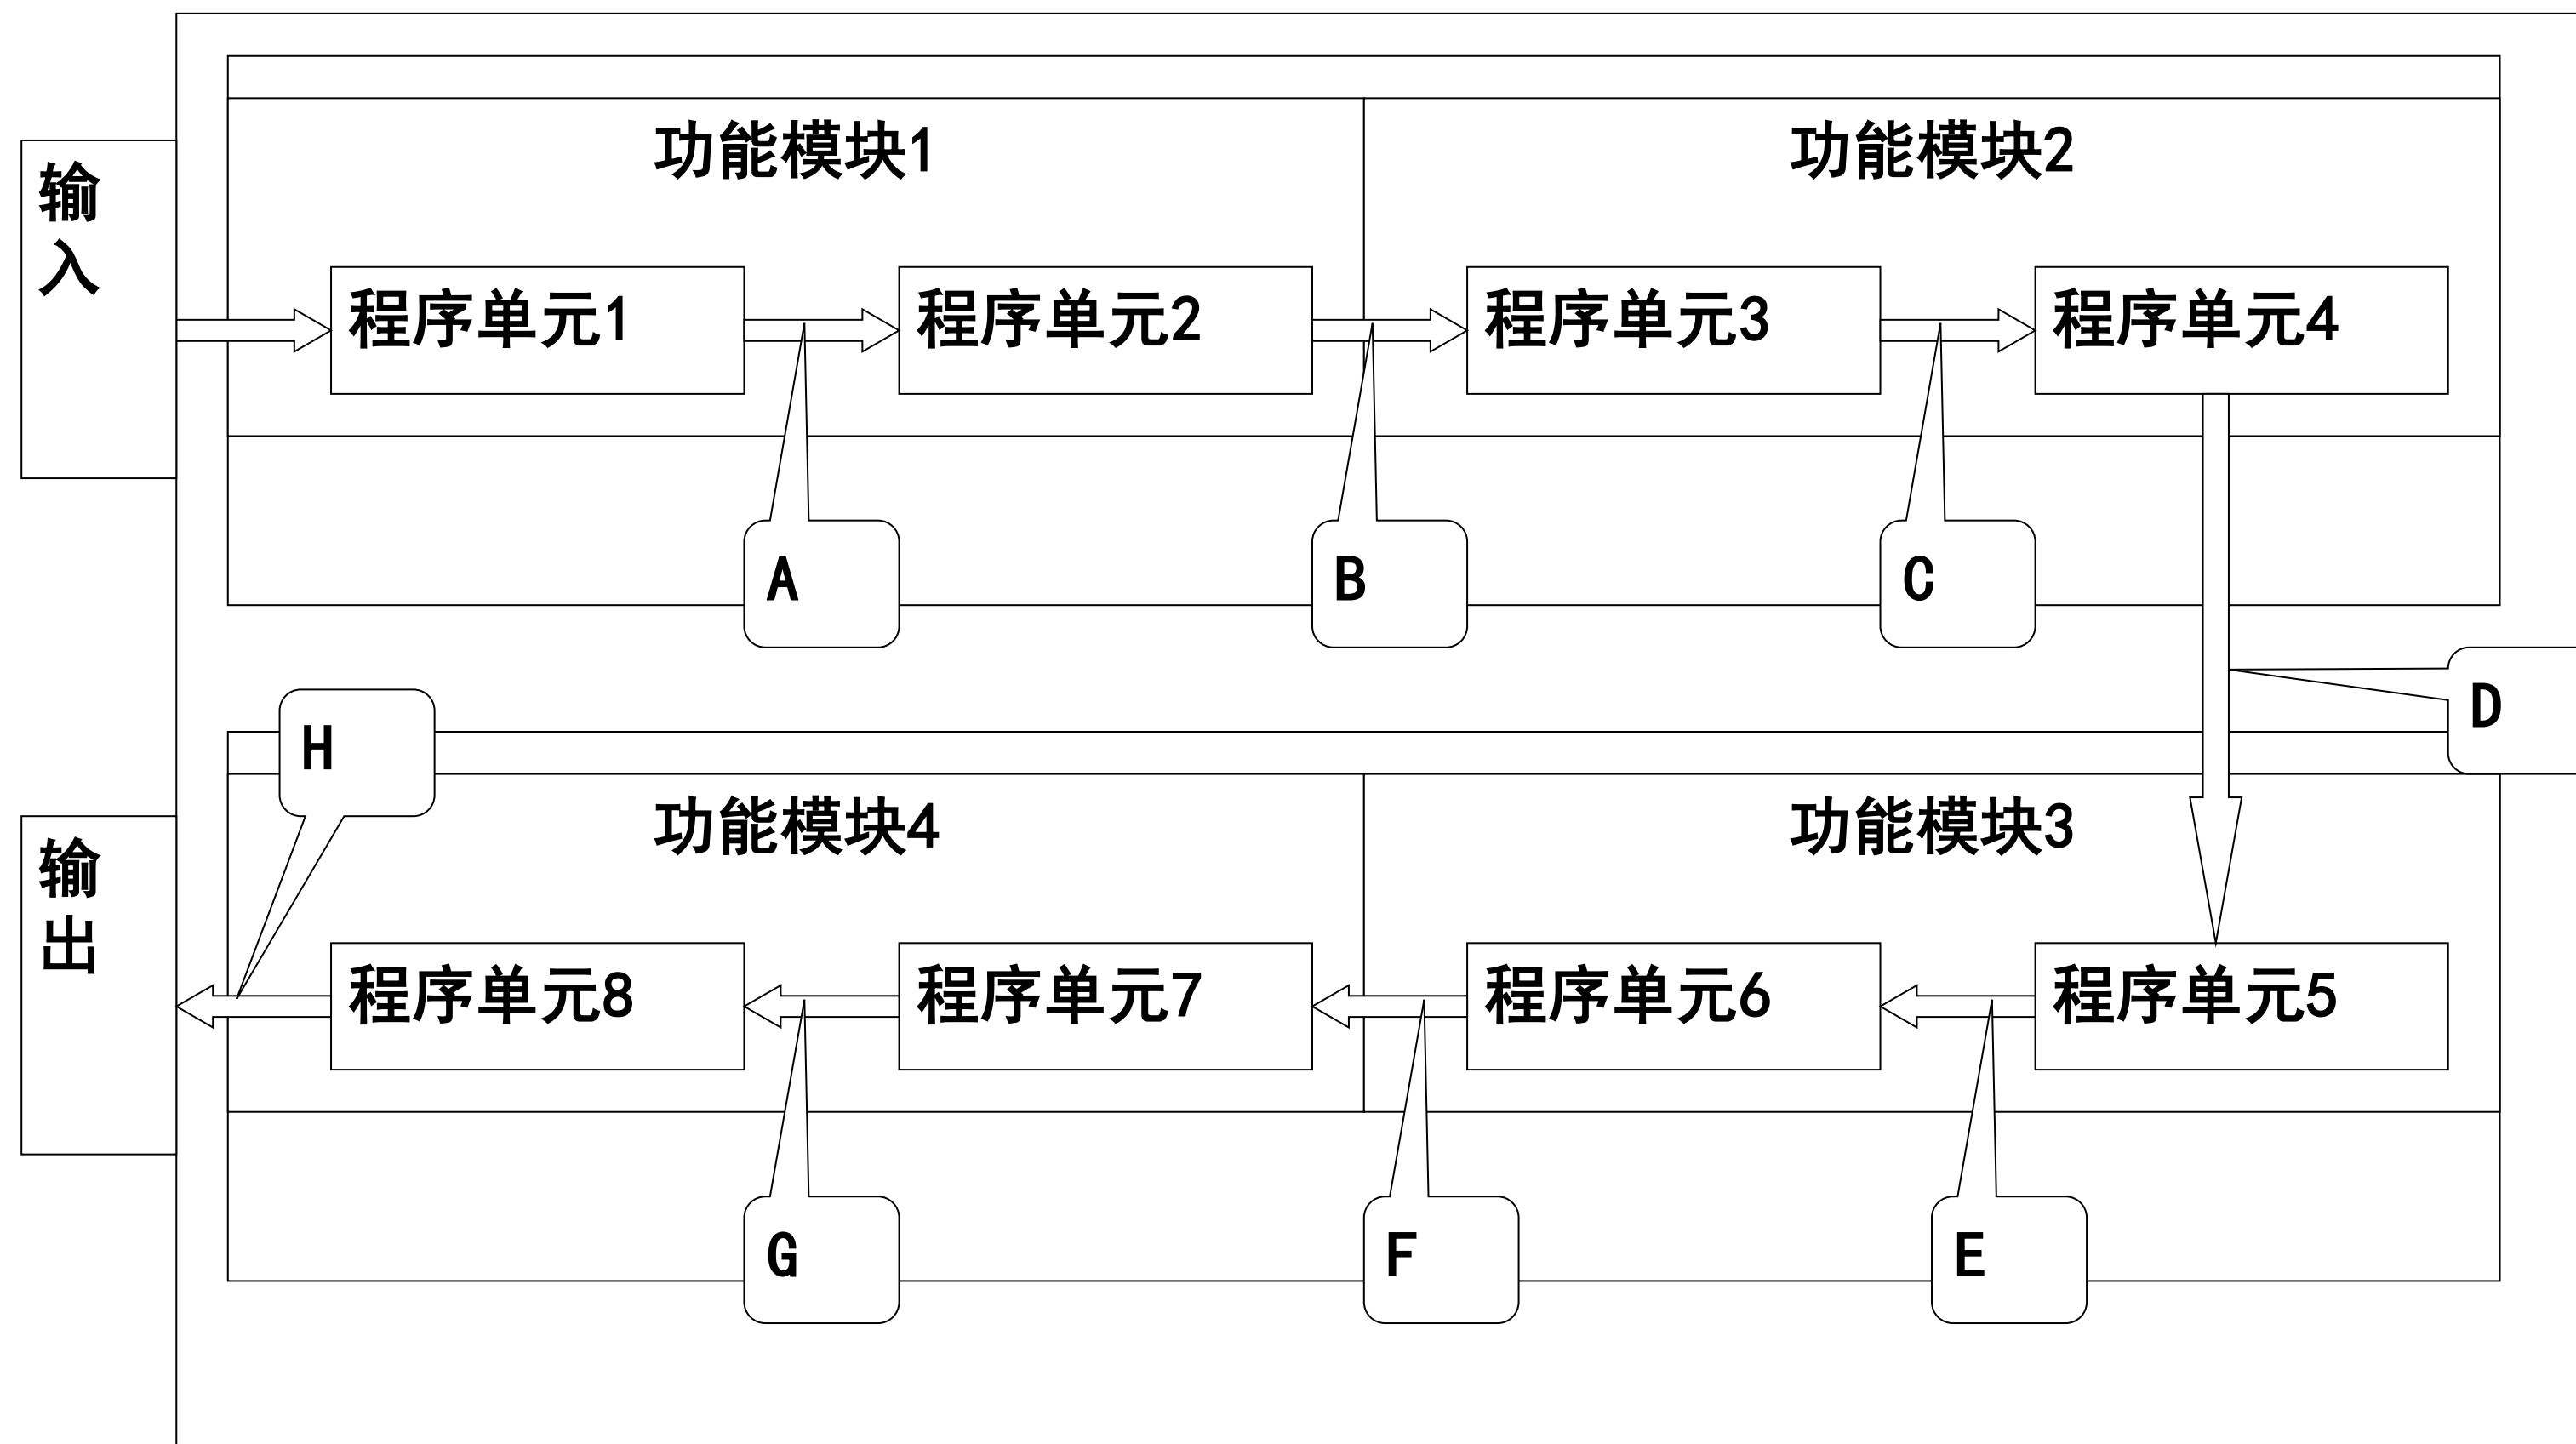 输
入
功能模块1
功能模块2
程序单元1
程序单元2
程序单元3
程序单元4
A
B
C
D
H
输
出
功能模块4
功能模块3
程序单元8
程序单元7
程序单元6
程序单元5
G
F
E